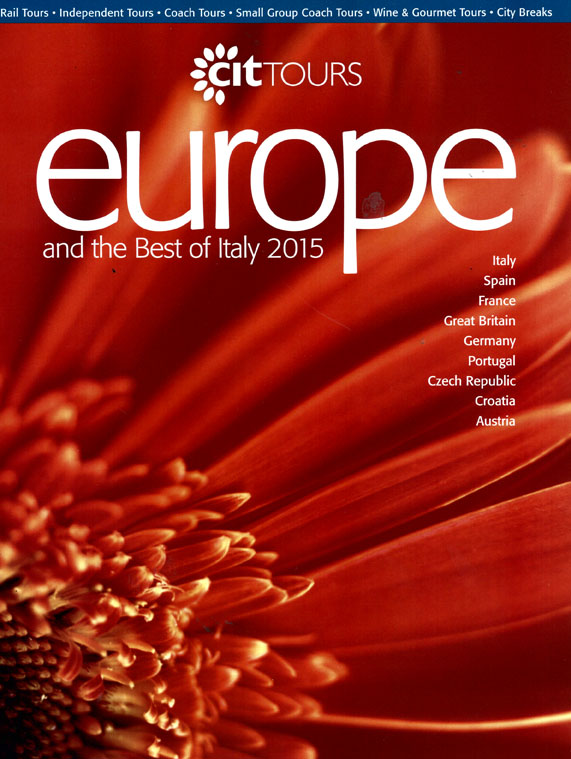 Rail Tours • Independent Tours • Coach Tours • Small Group Coach Tours • Wine & Gourmet Tours • City Breaks
citTOURS
europe
and the Best of Italy 2015
Italy
Spain
France
Great Britain
Germany
Portugal
Czech Republic
Croatia
Austria